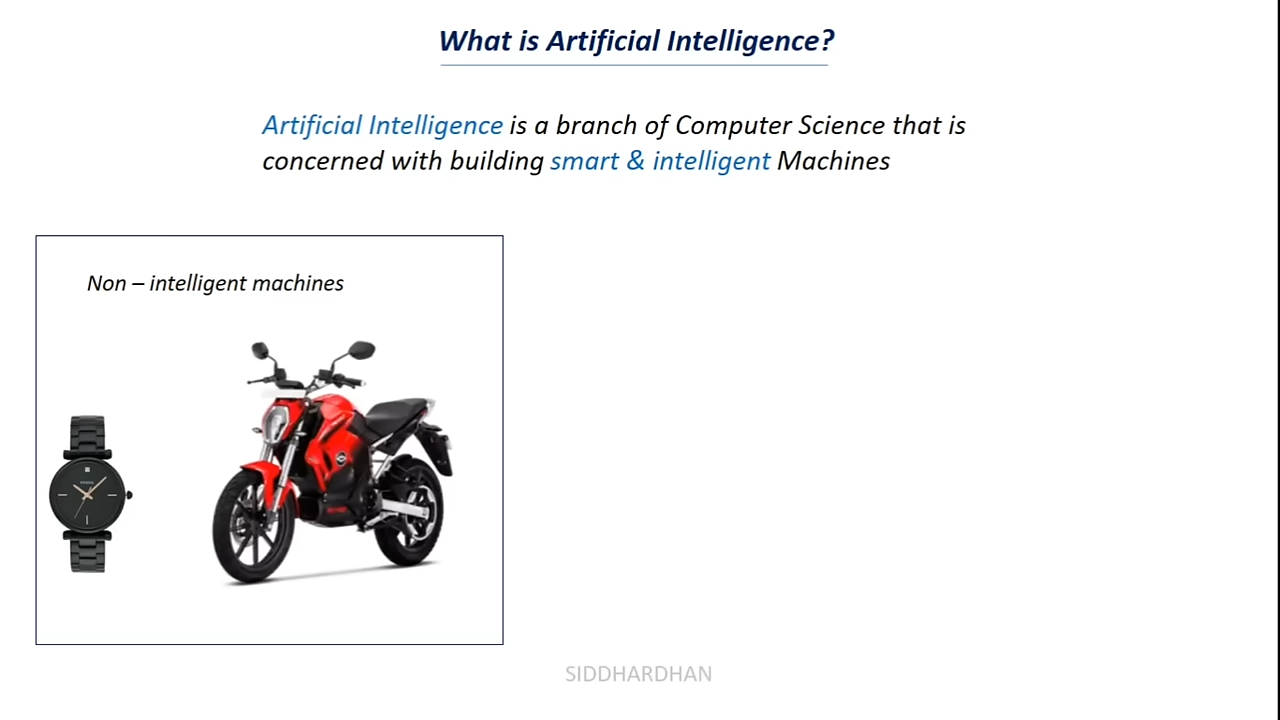 What is Artificial Intelligence?
Artificial Intelligence is a branch of Computer Science that is
concerned with building smart & intelligent Machines
Non – intelligent machines
SIDDHARDHAN